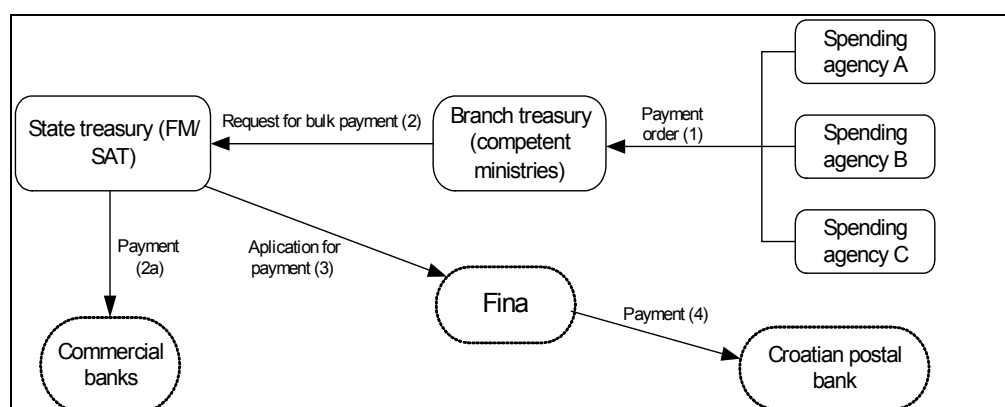 Spending
agency A
State treasury (FM/
SAT)
Request for bulk payment (2)
Branch treasury
(competent
ministries)
Payment
order (1)
Spending
agency B
Spending
agency C
Payment
(2a)
Aplication for
payment (3)
Fina
Payment (4)
Commercial
banks
Croatian postal
bank